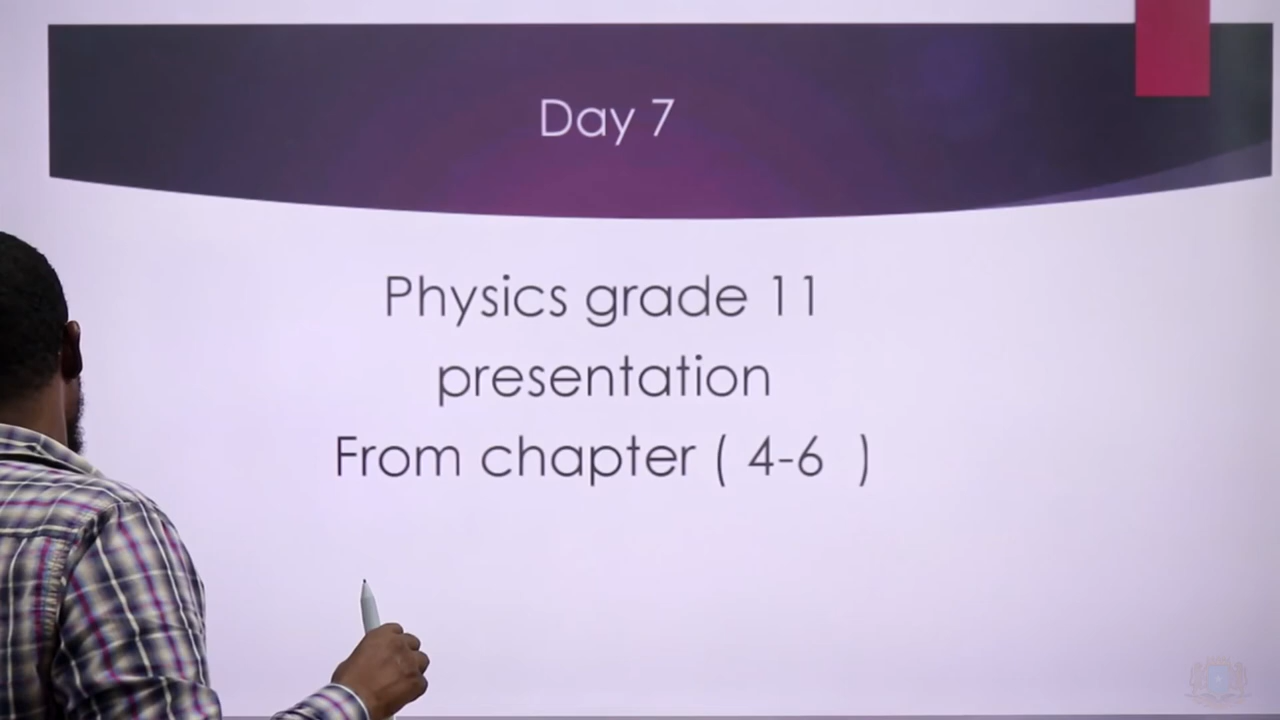 Day 7
Physics grade 11
presentation
From chapter ( 4-6 )